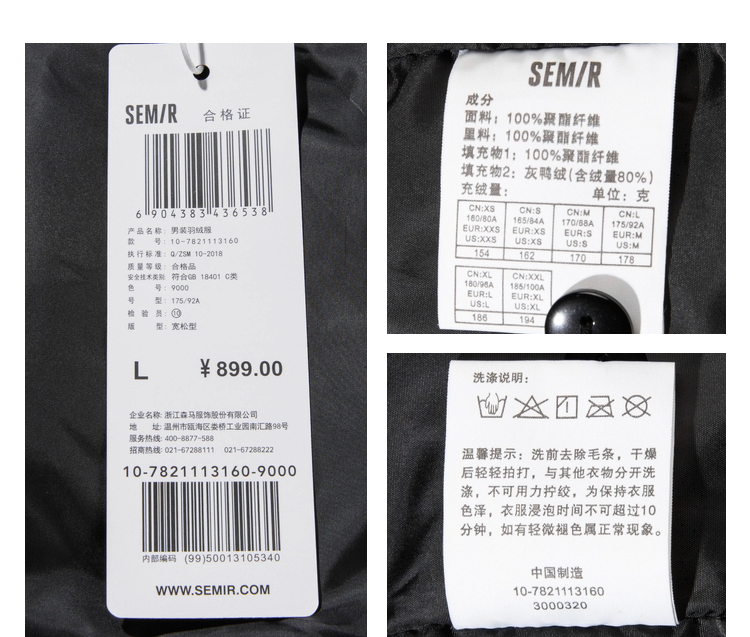 SEMIR
合格证
6 904383 436538
产品名称: 男装羽绒服
款 号: 10-7821113160
执行标准: Q/ZSM 10-2018
质量等级: 合格品
安全技术类别: 符合GB 18401 C类
色 号: 9000
号 型: 175/92A
检 验 员: ⑩
版 型: 宽松型
L ¥899.00
企业名称: 浙江森马服饰股份有限公司
地 址: 温州市瓯海区娄桥工业园南汇路98号
服务热线: 400-8877-588
招商热线: 021-67288111 021-67288222
10-7821113160-9000
内部编码 (99)50013105340
WWW.SEMIR.COM
SEMIR
成分
面料: 100%聚酯纤维
里料: 100%聚酯纤维
填充物1: 100%聚酯纤维
填充物2: 灰鸭绒(含绒量80%)
充绒量: 单位: 克
CN:XS CN:S CN:M CN:L
160/80A 165/84A 170/88A 175/92A
EUR:XXS EUR:XS EUR:S EUR:M
US:XXS US:XS US:S US:M
154 162 170 178
CN:XL CN:XXL
180/96A 185/100A
EUR:L EUR:XL
US:L US:XL
186 194
洗涤说明:
温馨提示: 洗前去除毛条, 干燥
后轻轻拍打, 与其他衣物分开洗
涤, 不可用力拧绞, 为保持衣服
色泽, 衣服浸泡时间不可超过10
分钟, 如有轻微褪色属正常现象。
中国制造
10-7821113160
3000320